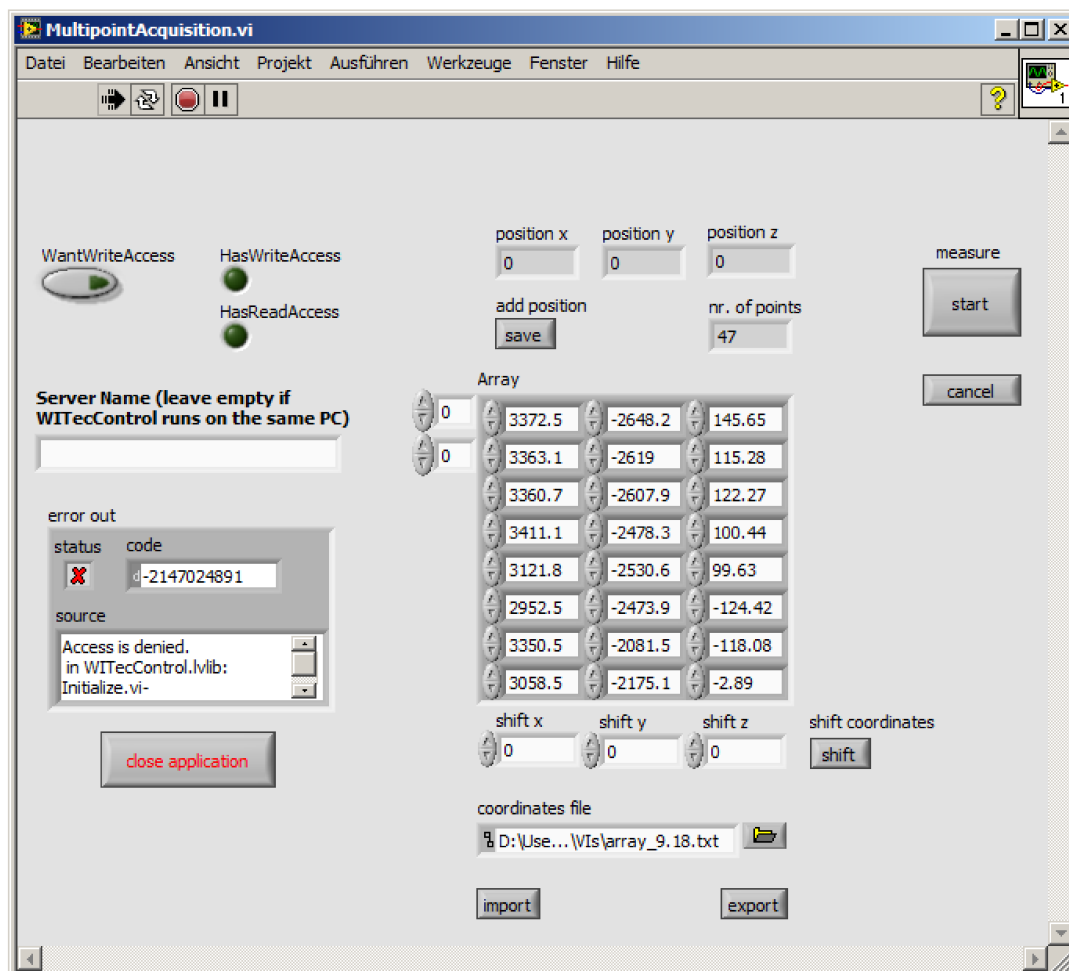 MultipointAcquisition.vi
Datei Bearbeiten Ansicht Projekt Ausführen Werkzeuge Fenster Hilfe
1
position x position y position z
WantWriteAccess HasWriteAccess measure
0 0 0
start
add position
HasReadAccess nr. of points
save 47
Array
Server Name (leave empty if
WITecControl runs on the same PC)
cancel
0 3372.5 -2648.2 145.65
0 3363.1 -2619 115.28
3360.7 -2607.9 122.27
3411.1 -2478.3 100.44
3121.8 -2530.6 99.63
2952.5 -2473.9 -124.42
3350.5 -2081.5 -118.08
3058.5 -2175.1 -2.89
error out
status code
d -2147024891
source
Access is denied.
in WITecControl.lvlib:
Initialize.vi-
shift x shift y shift z shift coordinates
0 0 0 shift
close application
coordinates file
D:\Use...\VIs\array_9.18.txt
import export